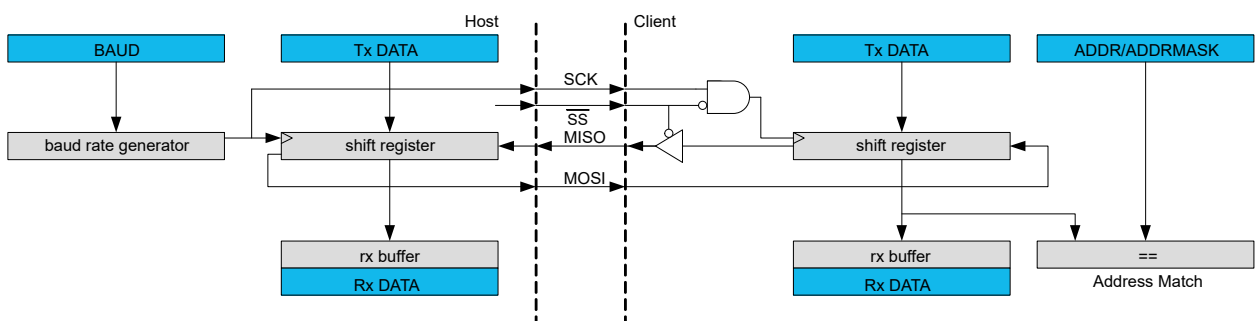 Host
Client
BAUD
Tx DATA
Tx DATA
ADDR/ADDRMASK
SCK
SS
baud rate generator
shift register
MISO
shift register
MOSI
rx buffer
rx buffer
==
Rx DATA
Rx DATA
Address Match